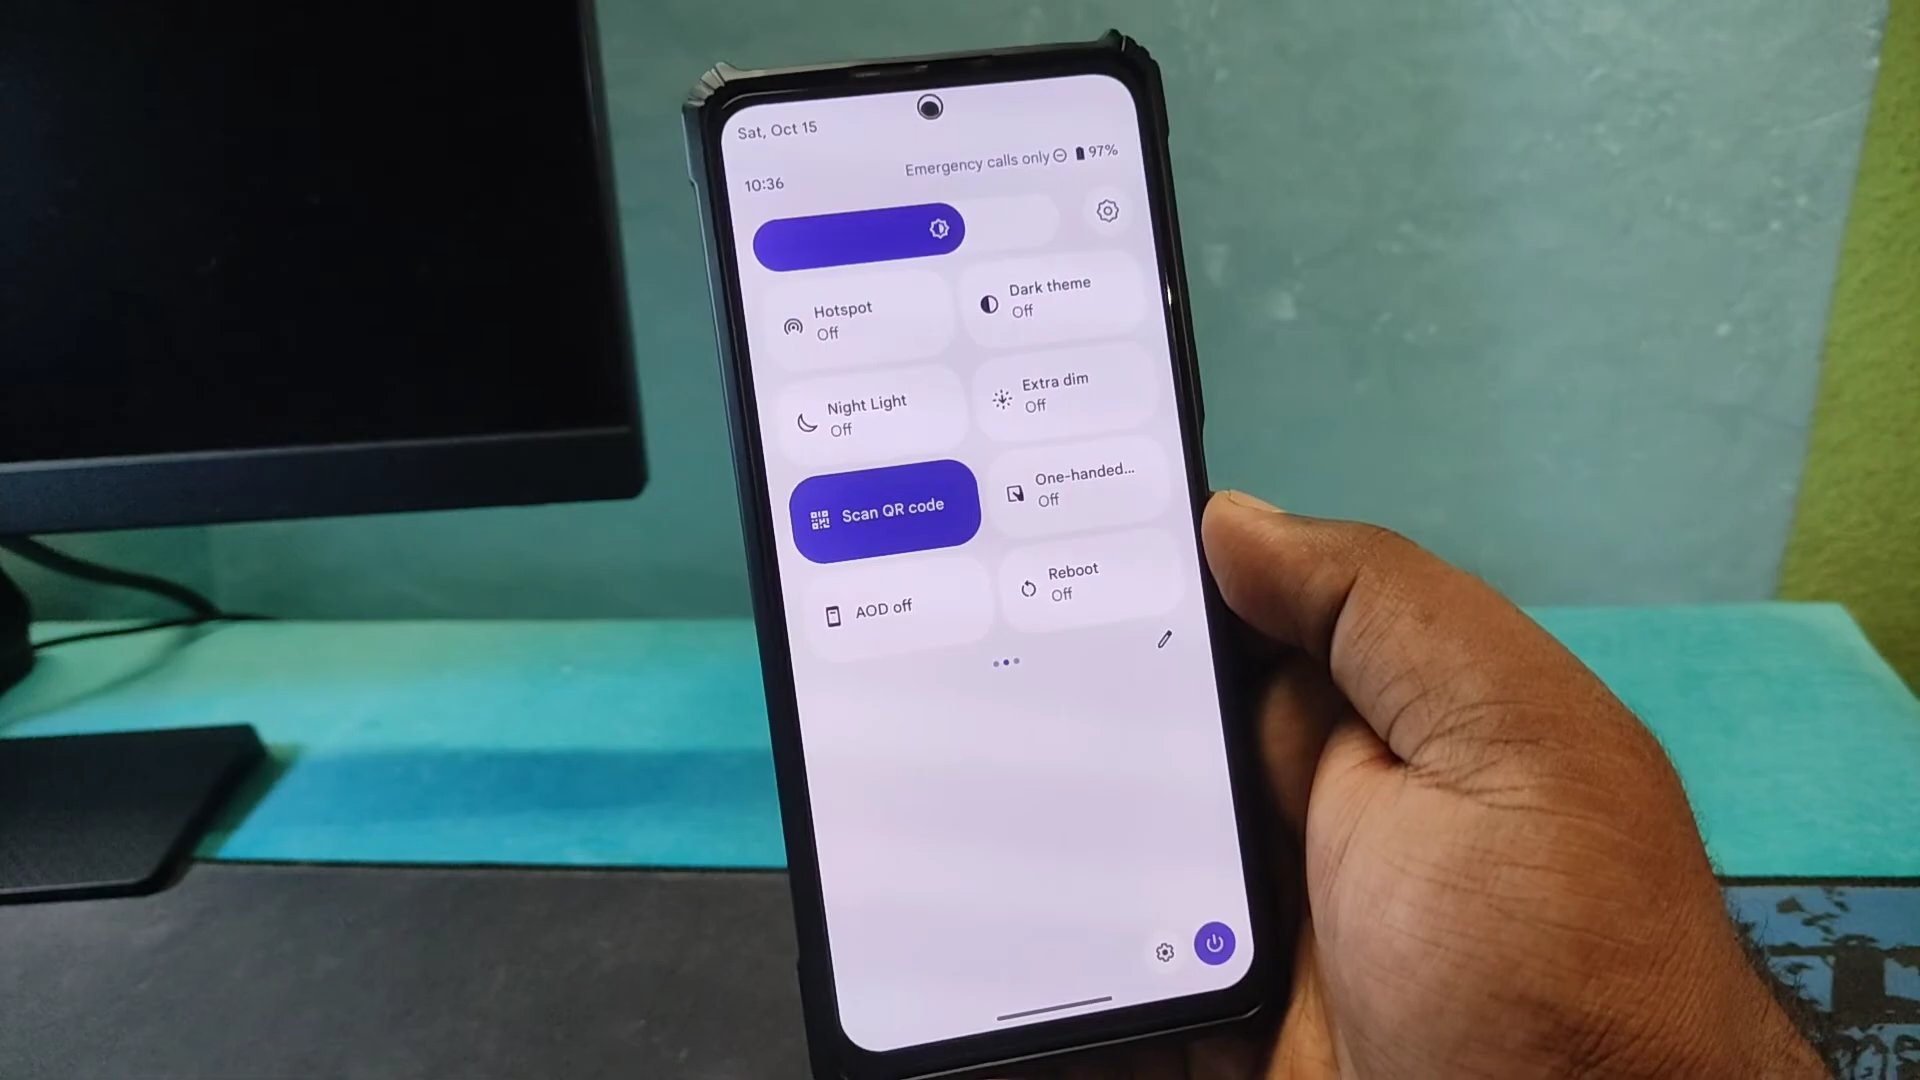 Sat, Oct 15
10:36
Emergency calls only 97%
Hotspot
Off
Dark theme
Off
Night Light
Off
Extra dim
Off
Scan QR code
One-handed...
Off
AOD off
Reboot
Off